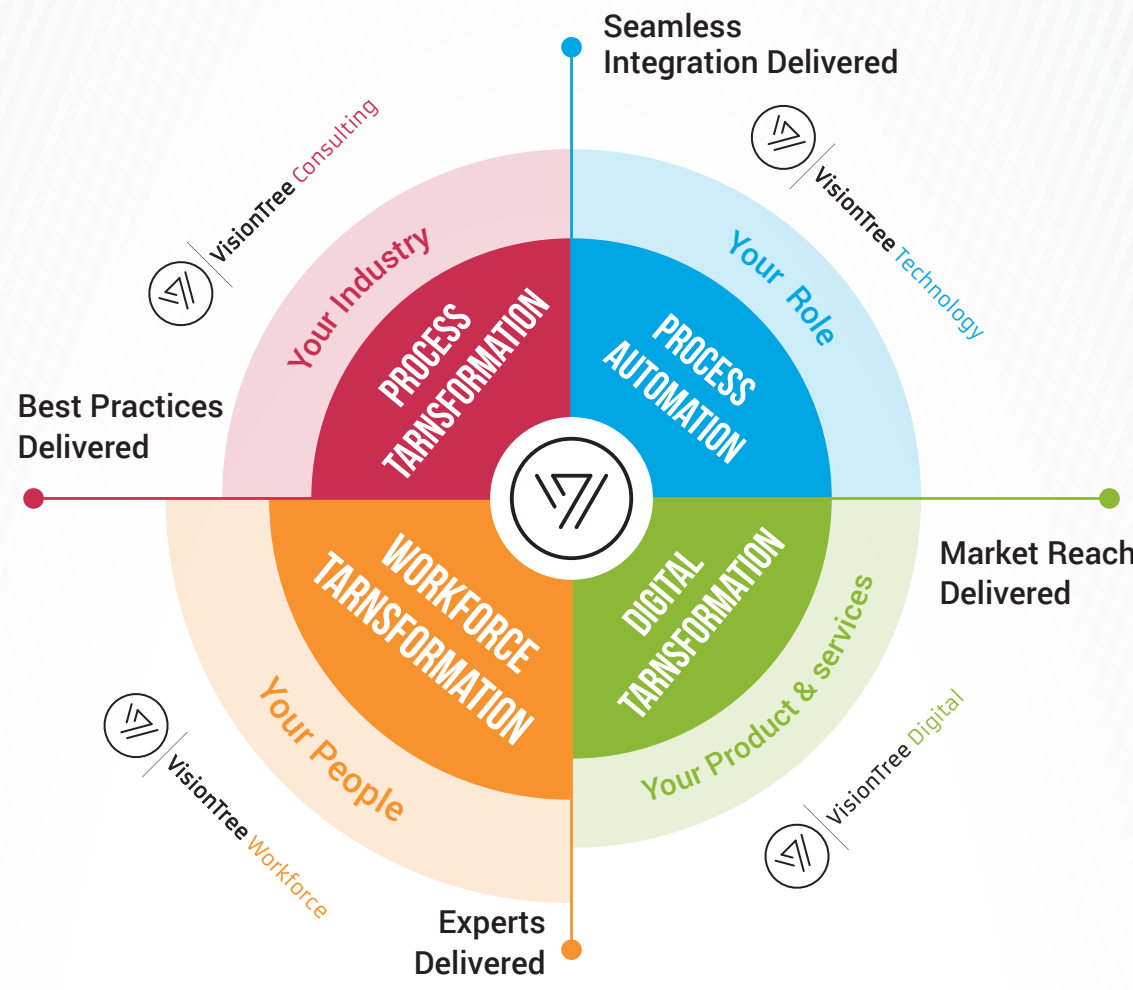 Seamless
Integration Delivered
VisionTree Consulting
VisionTree Technology
Your Industry
Your Role
PROCESS
TARNSFORMATION
PROCESS
AUTOMATION
Best Practices
Delivered
Market Reach
Delivered
WORKFORCE
TARNSFORMATION
DIGITAL
TARNSFORMATION
Your People
Your Product & services
VisionTree Workforce
VisionTree Digital
Experts
Delivered